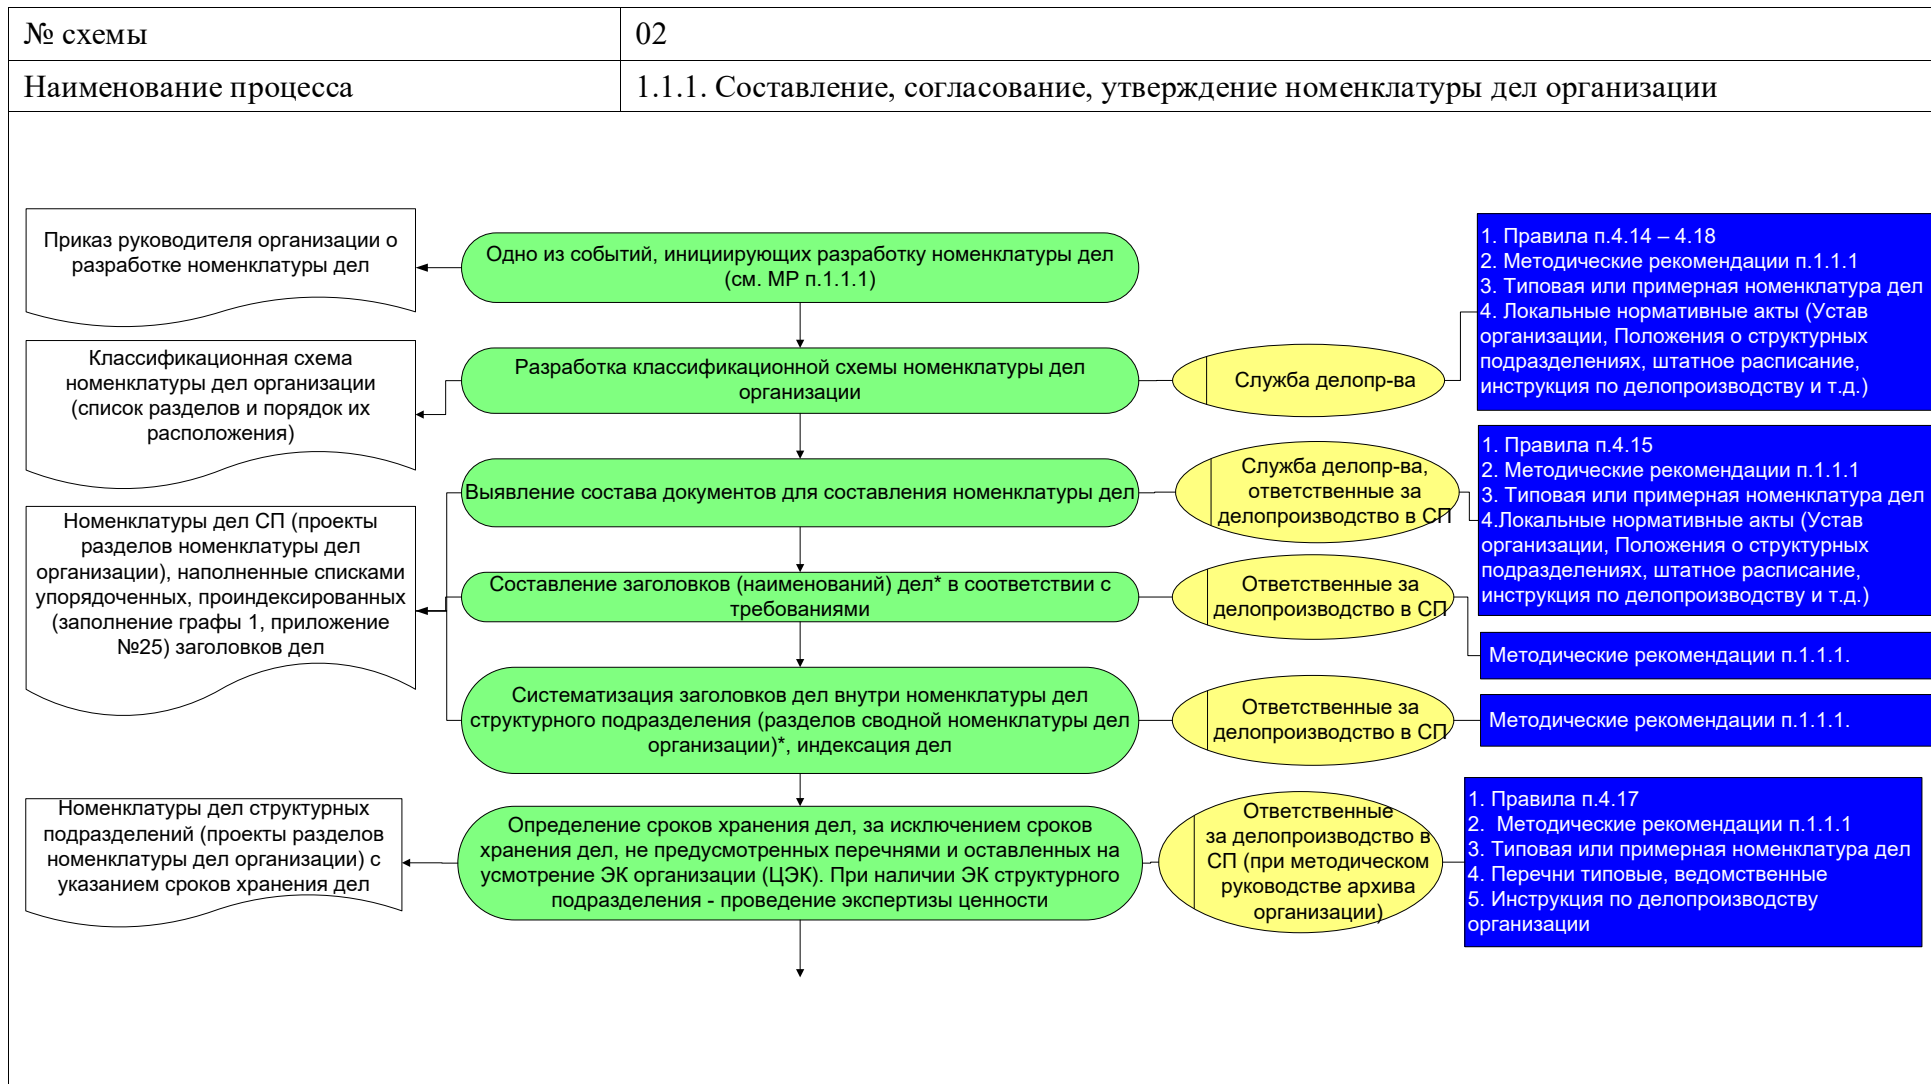 № схемы
02
Наименование процесса
1.1.1. Составление, согласование, утверждение номенклатуры дел организации
Приказ руководителя организации о
разработке номенклатуры дел
Одно из событий, инициирующих разработку номенклатуры дел
(см. МР п.1.1.1)
1. Правила п.4.14 – 4.18
2. Методические рекомендации п.1.1.1
3. Типовая или примерная номенклатура дел
4. Локальные нормативные акты (Устав
организации, Положения о структурных
подразделениях, штатное расписание,
инструкция по делопроизводству и т.д.)
Классификационная схема
номенклатуры дел организации
(список разделов и порядок их
расположения)
Разработка классификационной схемы номенклатуры дел
организации
Служба делопр-ва
Выявление состава документов для составления номенклатуры дел
Служба делопр-ва,
ответственные за
делопроизводство в СП
1. Правила п.4.15
2. Методические рекомендации п.1.1.1
3. Типовая или примерная номенклатура дел
4.Локальные нормативные акты (Устав
организации, Положения о структурных
подразделениях, штатное расписание,
инструкция по делопроизводству и т.д.)
Номенклатуры дел СП (проекты
разделов номенклатуры дел
организации), наполненные списками
упорядоченных, проиндексированных
(заполнение графы 1, приложение
№25) заголовков дел
Составление заголовков (наименований) дел* в соответствии с
требованиями
Ответственные за
делопроизводство в СП
Методические рекомендации п.1.1.1.
Систематизация заголовков дел внутри номенклатуры дел
структурного подразделения (разделов сводной номенклатуры дел
организации)*, индексация дел
Ответственные за
делопроизводство в СП
Методические рекомендации п.1.1.1.
Номенклатуры дел структурных
подразделений (проекты разделов
номенклатуры дел организации) с
указанием сроков хранения дел
Определение сроков хранения дел, за исключением сроков
хранения дел, не предусмотренных перечнями и оставленных на
усмотрение ЭК организации (ЦЭК). При наличии ЭК структурного
подразделения - проведение экспертизы ценности
Ответственные
за делопроизводство в
СП (при методическом
руководстве архива
организации)
1. Правила п.4.17
2.  Методические рекомендации п.1.1.1
3. Типовая или примерная номенклатура дел
4. Перечни типовые, ведомственные
5. Инструкция по делопроизводству
организации